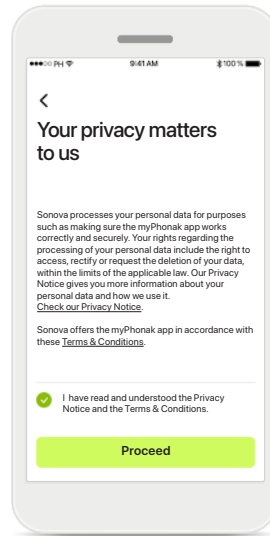 PH 9:41 AM 100 %
Your privacy matters
to us
Sonova processes your personal data for purposes
such as making sure the myPhonak app works
correctly and securely. Your rights regarding the
processing of your personal data include the right to
access, rectify or request the deletion of your data,
within the limits of the applicable law. Our Privacy
Notice gives you more information about your
personal data and how we use it.
Check our Privacy Notice.
Sonova offers the myPhonak app in accordance with
these Terms & Conditions.
I have read and understood the Privacy
Notice and the Terms & Conditions.
Proceed